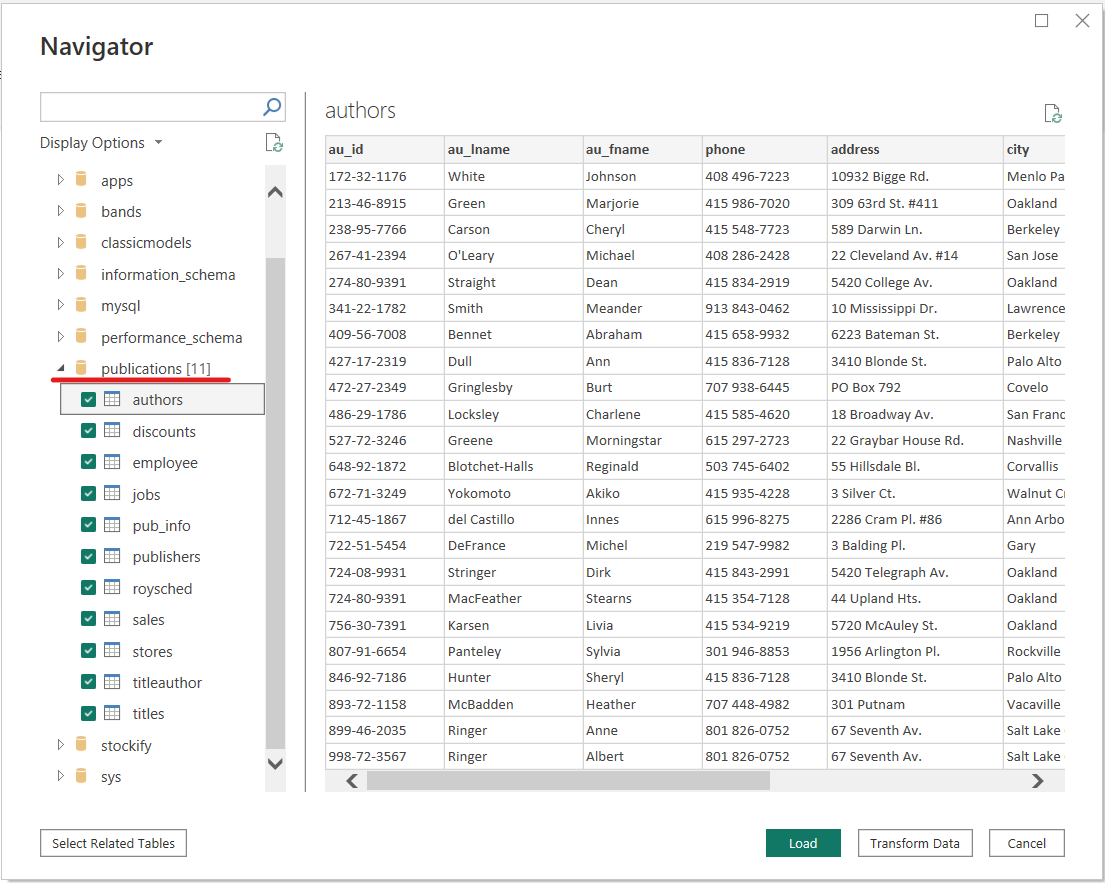 Navigator
Display Options
apps
bands
classicmodels
information_schema
mysql
performance_schema
publications [11]
authors
discounts
employee
jobs
pub_info
publishers
roysched
sales
stores
titleauthor
titles
stockify
sys
authors
au_id au_lname au_fname phone address city
172-32-1176 White Johnson 408 496-7223 10932 Bigge Rd. Menlo Pa
213-46-8915 Green Marjorie 415 986-7020 309 63rd St. #411 Oakland
238-95-7766 Carson Cheryl 415 548-7723 589 Darwin Ln. Berkeley
267-41-2394 O'Leary Michael 408 286-2428 22 Cleveland Av. #14 San Jose
274-80-9391 Straight Dean 415 834-2919 5420 College Av. Oakland
341-22-1782 Smith Meander 913 843-0462 10 Mississippi Dr. Lawrence
409-56-7008 Bennet Abraham 415 658-9932 6223 Bateman St. Berkeley
427-17-2319 Dull Ann 415 836-7128 3410 Blonde St. Palo Alto
472-27-2349 Gringlesby Burt 707 938-6445 PO Box 792 Covelo
486-29-1786 Locksley Charlene 415 585-4620 18 Broadway Av. San Franc
527-72-3246 Greene Morningstar 615 297-2723 22 Graybar House Rd. Nashville
648-92-1872 Blotchet-Halls Reginald 503 745-6402 55 Hillsdale Bl. Corvallis
672-71-3249 Yokomoto Akiko 415 935-4228 3 Silver Ct. Walnut C
712-45-1867 del Castillo Innes 615 996-8275 2286 Cram Pl. #86 Ann Arbo
722-51-5454 DeFrance Michel 219 547-9982 3 Balding Pl. Gary
724-08-9931 Stringer Dirk 415 843-2991 5420 Telegraph Av. Oakland
724-80-9391 MacFeather Stearns 415 354-7128 44 Upland Hts. Oakland
756-30-7391 Karsen Livia 415 534-9219 5720 McAuley St. Oakland
807-91-6654 Panteley Sylvia 301 946-8853 1956 Arlington Pl. Rockville
846-92-7186 Hunter Sheryl 415 836-7128 3410 Blonde St. Palo Alto
893-72-1158 McBadden Heather 707 448-4982 301 Putnam Vacaville
899-46-2035 Ringer Anne 801 826-0752 67 Seventh Av. Salt Lake
998-72-3567 Ringer Albert 801 826-0752 67 Seventh Av. Salt Lake
Select Related Tables Load Transform Data Cancel